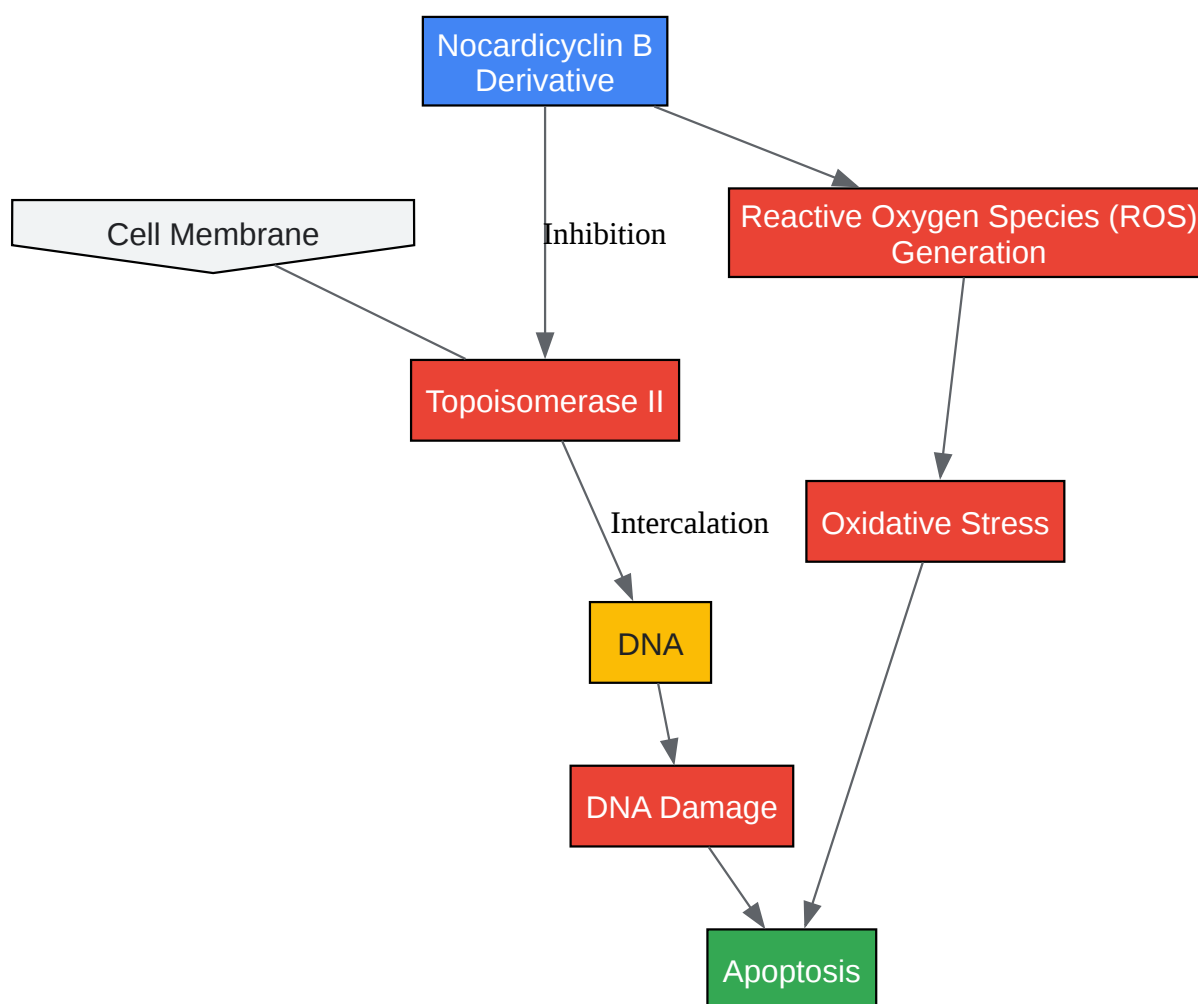 Nocardicyclin B
Derivative
Cell Membrane
Inhibition
Reactive Oxygen Species (ROS)
Generation
Topoisomerase II
Intercalation
Oxidative Stress
DNA
DNA Damage
Apoptosis